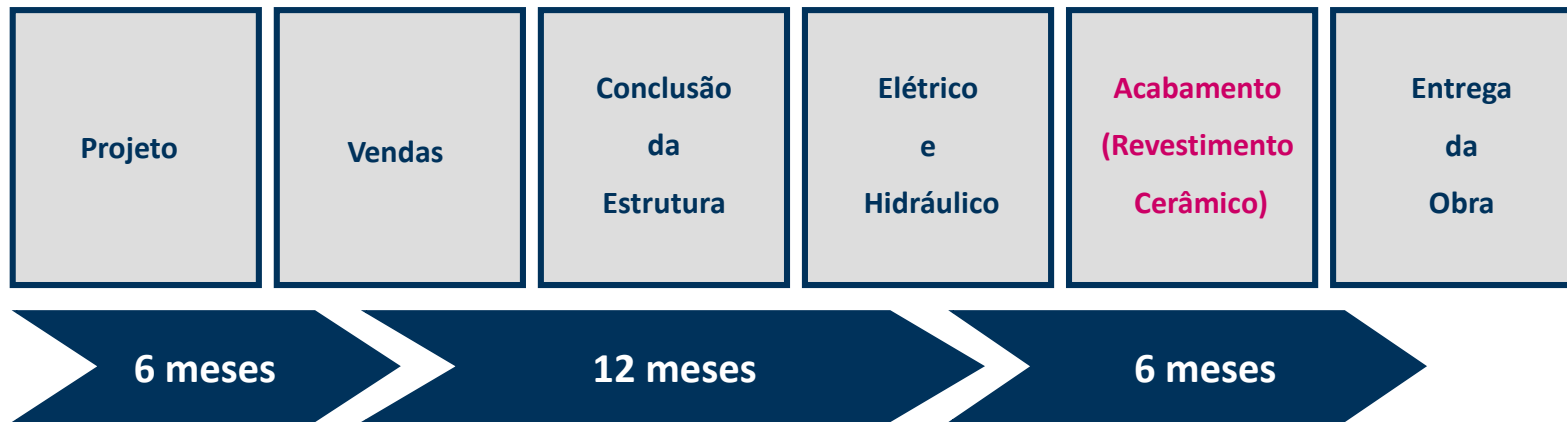 Projeto
Vendas
Conclusão
da
Estrutura
Elétrico
e
Hidráulico
Acabamento
(Revestimento
Cerâmico)
Entrega
da
Obra
6 meses
12 meses
6 meses